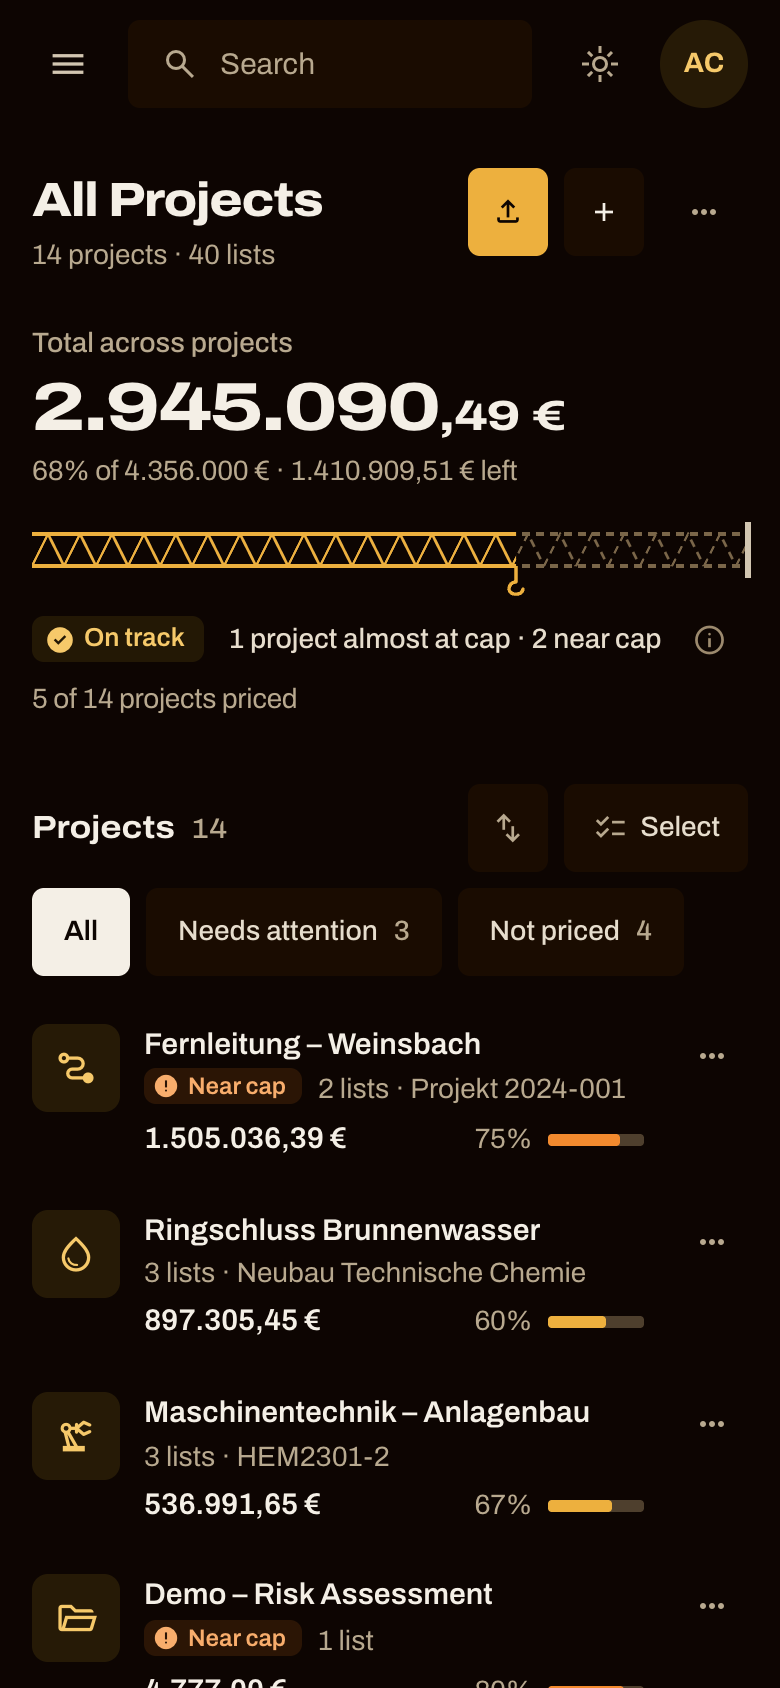 Search
AC
All Projects
14 projects · 40 lists
Total across projects
2.945.090,49 €
68% of 4.356.000 € · 1.410.909,51 € left
On track 1 project almost at cap · 2 near cap
5 of 14 projects priced
Projects 14
Select
All
Needs attention 3
Not priced 4
Fernleitung – Weinsbach
Near cap 2 lists · Projekt 2024-001
1.505.036,39 € 75%
Ringschluss Brunnenwasser
3 lists · Neubau Technische Chemie
897.305,45 € 60%
Maschinentechnik – Anlagenbau
3 lists · HEM2301-2
536.991,65 € 67%
Demo – Risk Assessment
Near cap 1 list